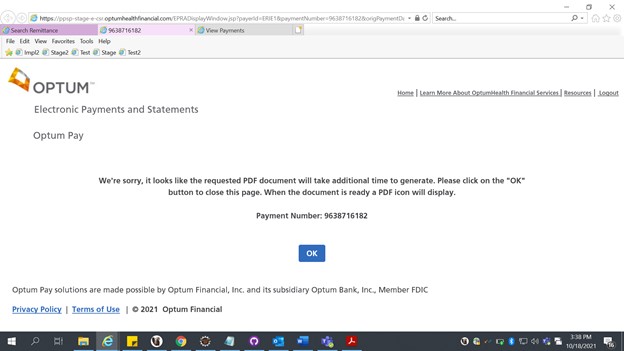 https://ppsp-stage-e-car.optumhealthfinancial.com/EPRADisplayWindow.jsp?payerId=ERIE1&paymentNumber=9638716182&origPaymentDa
Search...
Search Remittance
9638716182
View Payments
File Edit View Favorites Tools Help
Impl2 Stage2 Test Stage Test2
OPTUM™
Home | Learn More About OptumHealth Financial Services | Resources | Logout
Electronic Payments and Statements
Optum Pay
We're sorry, it looks like the requested PDF document will take additional time to generate. Please click on the "OK"
button to close this page. When the document is ready a PDF icon will display.
Payment Number: 9638716182
OK
Optum Pay solutions are made possible by Optum Financial, Inc. and its subsidiary Optum Bank, Inc., Member FDIC
Privacy Policy | Terms of Use | © 2021 Optum Financial
3:38 PM
10/18/2021